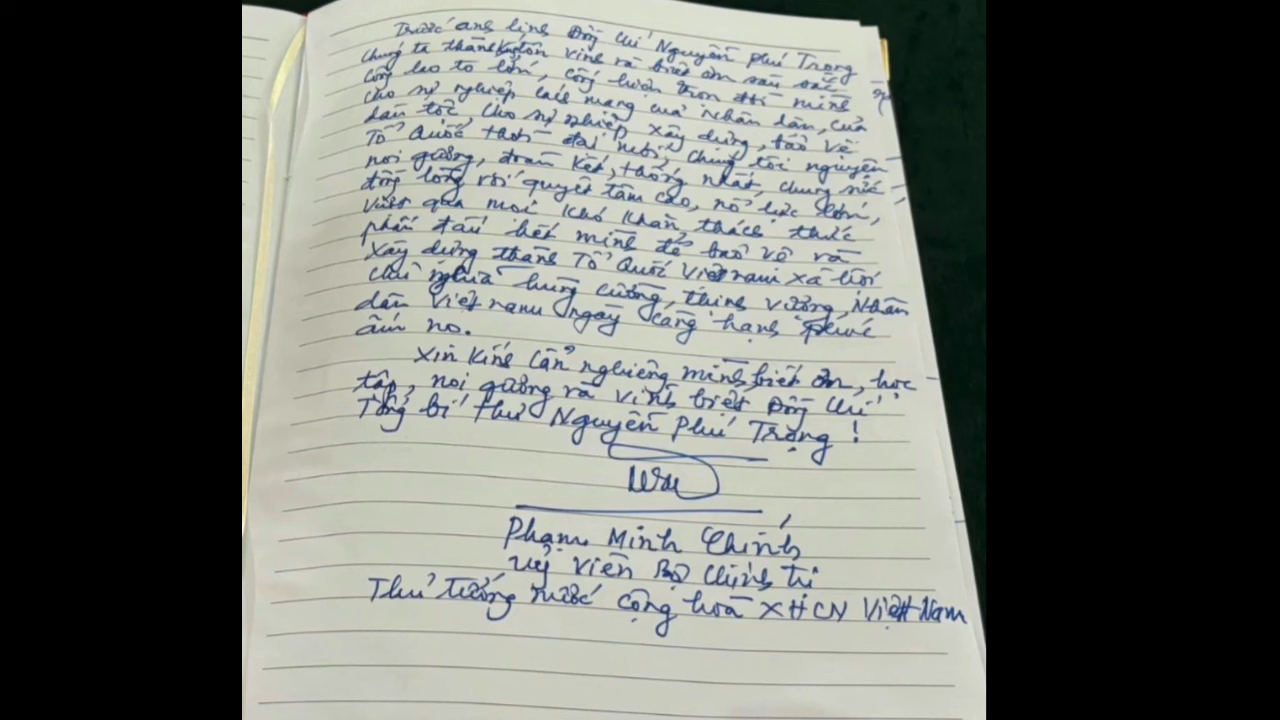 Trước anh linh Đồng chí Nguyễn Phú Trọng
chúng ta thành kính tôn vinh và biết ơn sâu sắc
công lao to lớn, cống hiến trọn đời mình
cho sự nghiệp cách mạng của Nhân dân, của
dân tộc, cho sự nghiệp xây dựng, bảo vệ
Tổ Quốc thời đại mới, chúng tôi nguyện
noi gương, đoàn kết, thống nhất, chung sức
đồng lòng với quyết tâm cao, nỗ lực lớn,
vượt qua mọi khó khăn thách thức
phấn đấu hết mình để bảo vệ và
xây dựng thành Tổ Quốc Việt nam xã hội
chủ nghĩa hùng cường, thịnh vượng, Nhân
dân Việt nam ngày càng hạnh phúc
ấm no.
Xin kính cẩn nghiêng mình biết ơn, học
tập, noi gương và vĩnh biệt Đồng chí
Tổng bí thư Nguyễn Phú Trọng!
Phạm Minh Chính
Uỷ viên Bộ Chính trị
Thủ tướng nước cộng hoà XHCN Việt Nam